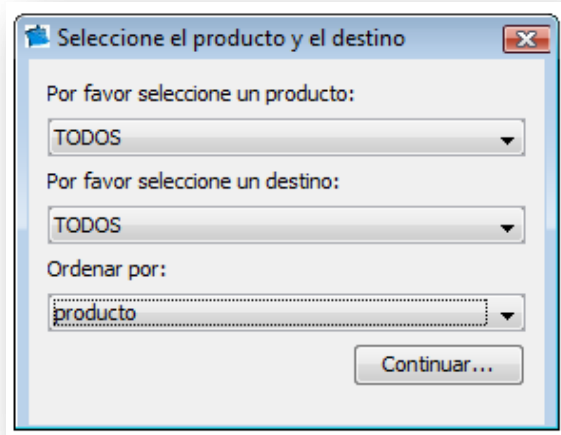 Seleccione el producto y el destino
Por favor seleccione un producto:
TODOS
Por favor seleccione un destino:
TODOS
Ordenar por:
producto
Continuar...